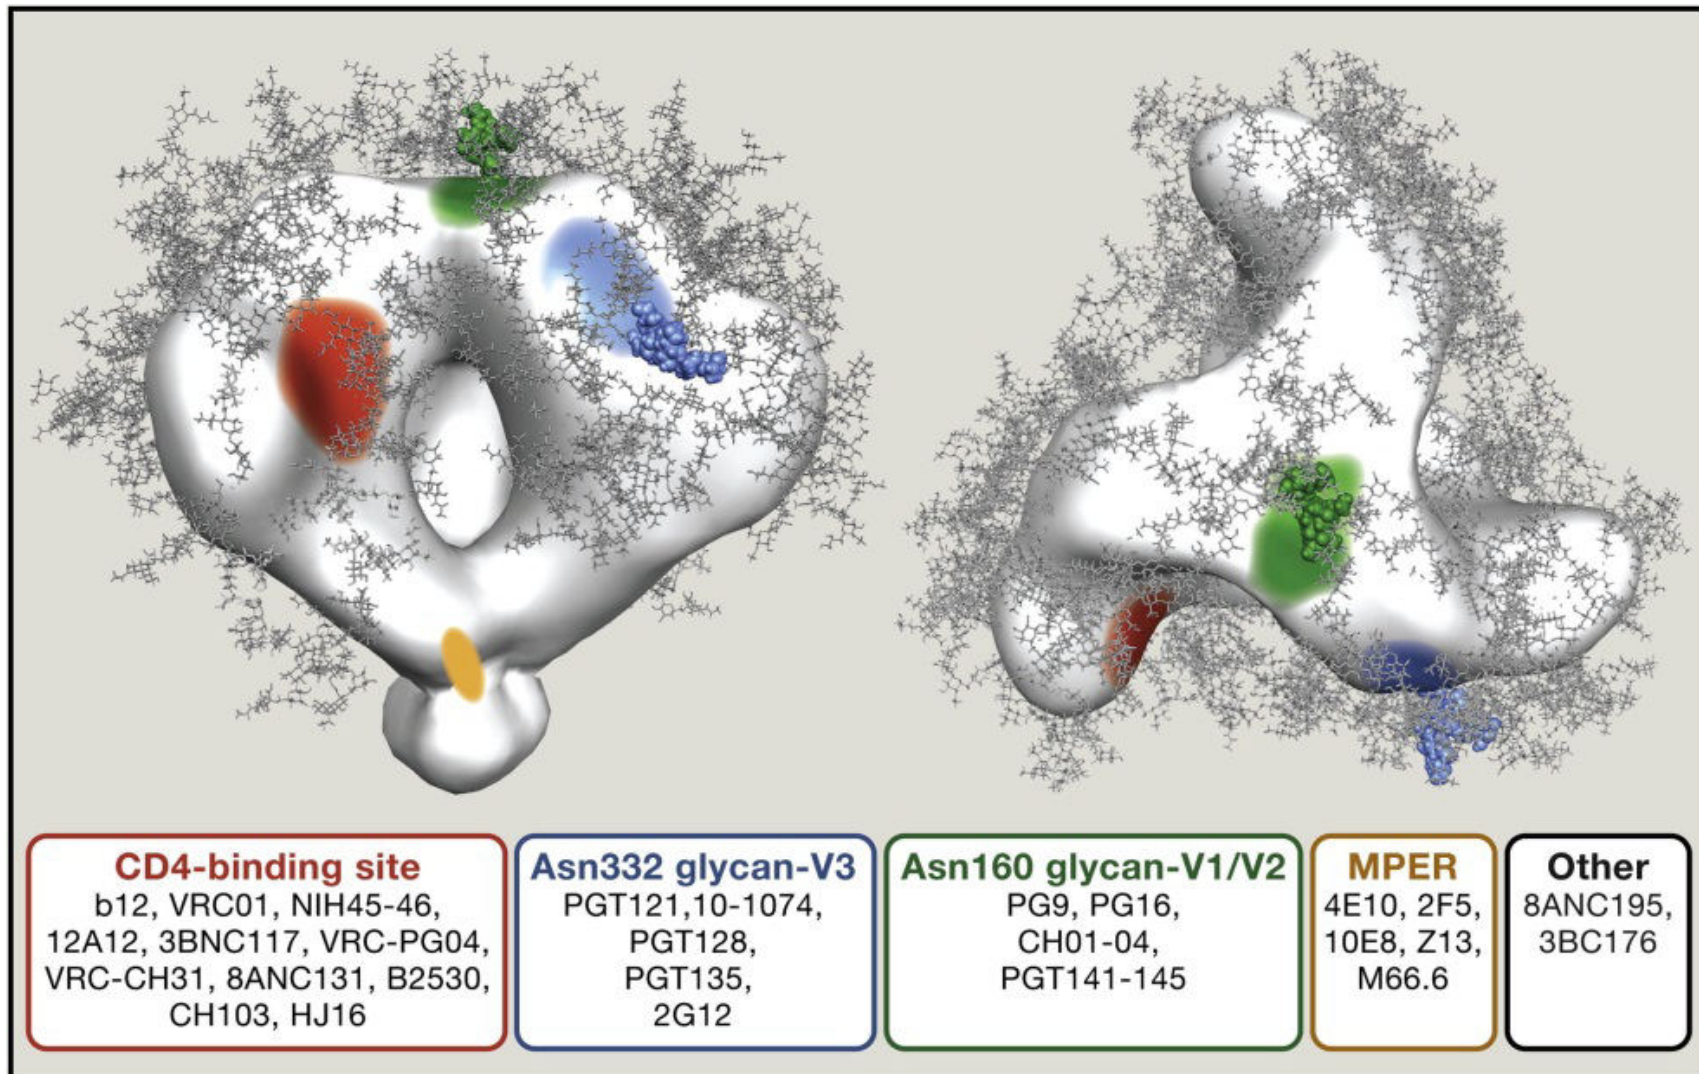 CD4-binding site
b12, VRC01, NIH45-46,
12A12, 3BNC117, VRC-PG04,
VRC-CH31, 8ANC131, B2530,
CH103, HJ16
Asn332 glycan-V3
PGT121,10-1074,
PGT128,
PGT135,
2G12
Asn160 glycan-V1/V2
PG9, PG16,
CH01-04,
PGT141-145
MPER
4E10, 2F5,
10E8, Z13,
M66.6
Other
8ANC195,
3BC176